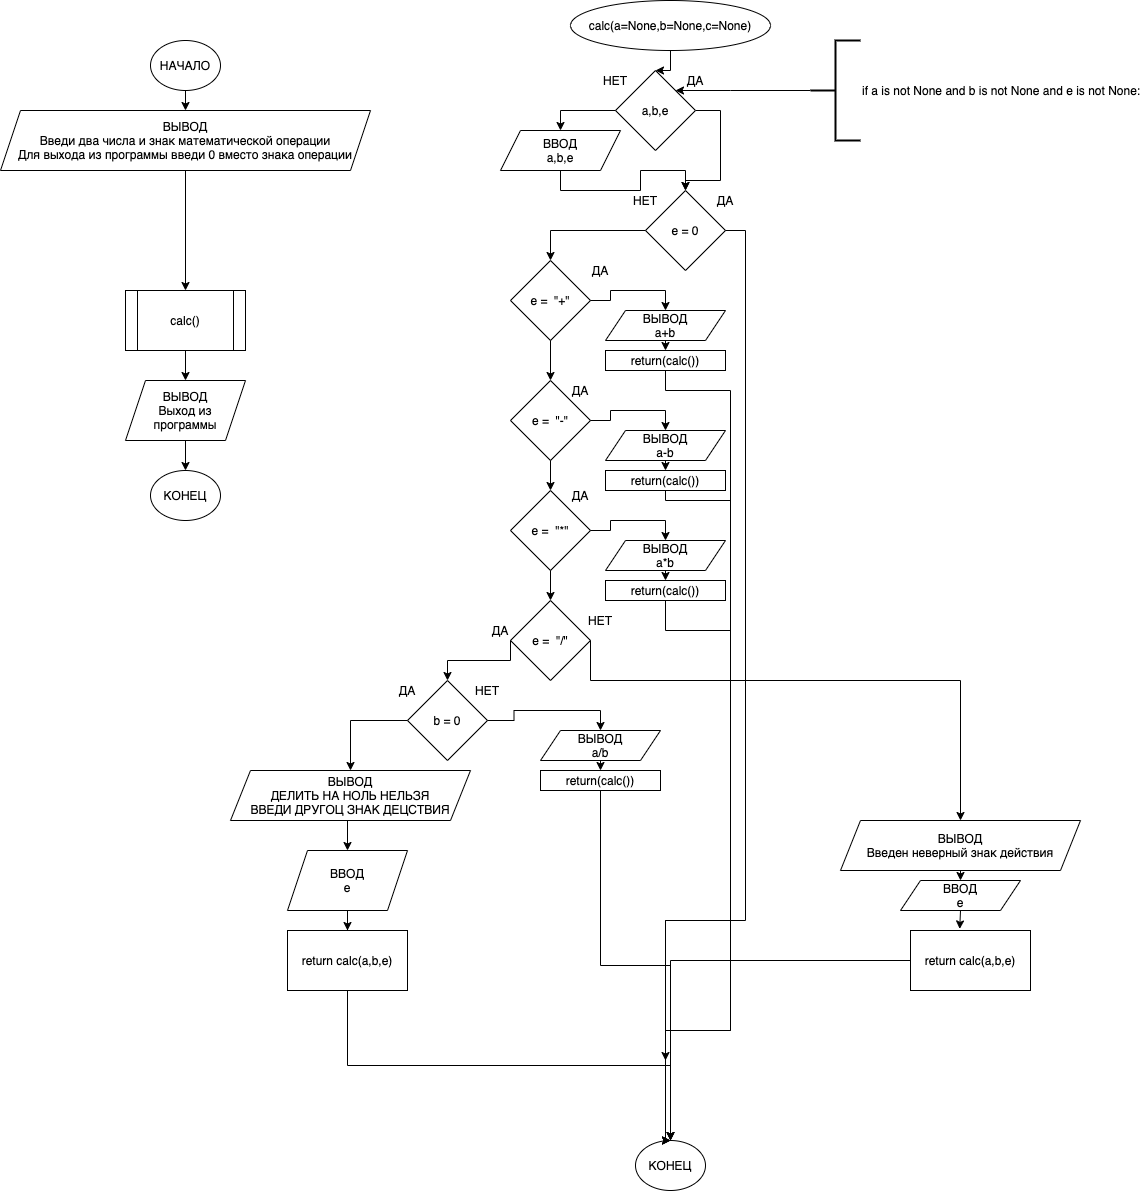 НАЧАЛО
ВЫВОД
Введи два числа и знак математической операции
Для выхода из программы введи 0 вместо знака операции
calc()
ВЫВОД
Выход из
программы
КОНЕЦ
calc(a=None,b=None,c=None)
НЕТ
ДА
a,b,e
if a is not None and b is not None and e is not None:
ВВОД
a,b,e
НЕТ
ДА
e = 0
ДА
e = "+"
ВЫВОД
a+b
return(calc())
ДА
e = "-"
ВЫВОД
a-b
return(calc())
ДА
e = "*"
ВЫВОД
a*b
return(calc())
ДА
НЕТ
e = "/"
ДА
НЕТ
b = 0
ВЫВОД
a/b
return(calc())
ВЫВОД
ДЕЛИТЬ НА НОЛЬ НЕЛЬЗЯ
ВВЕДИ ДРУГОЦ ЗНАК ДЕЦСТВИЯ
ВВОД
e
return calc(a,b,e)
ВЫВОД
Введен неверный знак действия
ВВОД
e
return calc(a,b,e)
КОНЕЦ